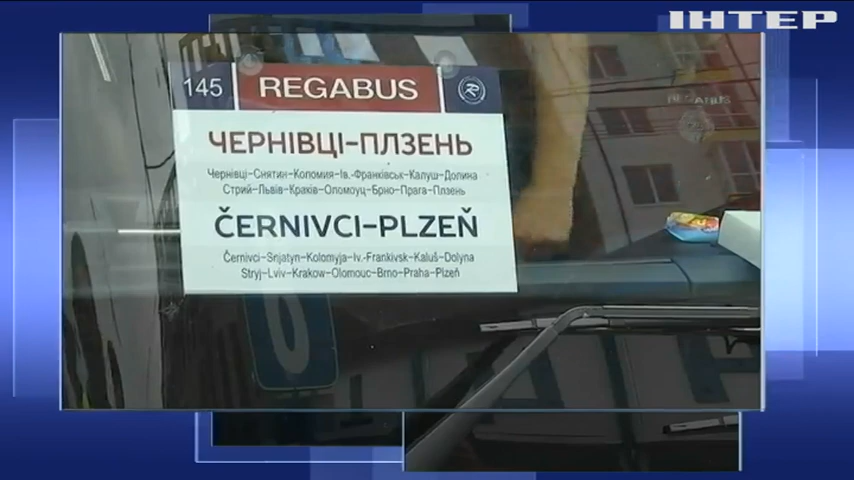 ІНТЕР
145 REGABUS
REGABUS
ЧЕРНІВЦІ-ПЛЗЕНЬ
Чернівці-Снятин-Коломия-Ів.-Франківськ-Калуш-Долина
Стрий-Львів-Краків-Оломоуц-Брно-Прага-Плзень
ČERNIVCI-PLZEŇ
Černivci-Snjatyn-Kolomyja-Iv.-Frankivsk-Kaluš-Dolyna
Stryj-Lviv-Krakow-Olomouc-Brno-Praha-Plzeň